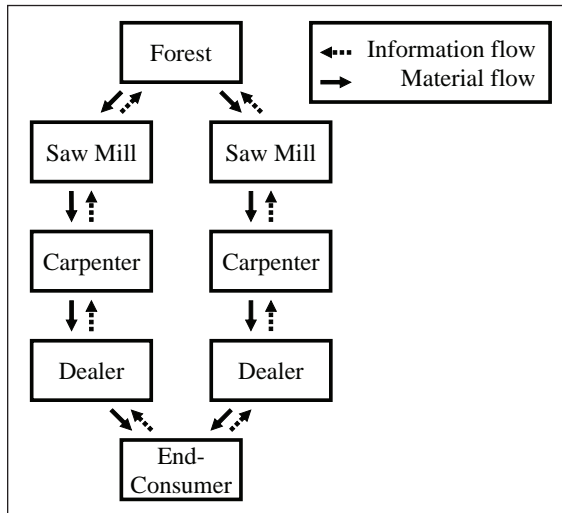 Forest
Information flow
Material flow
Saw Mill
Saw Mill
Carpenter
Carpenter
Dealer
Dealer
End-
Consumer